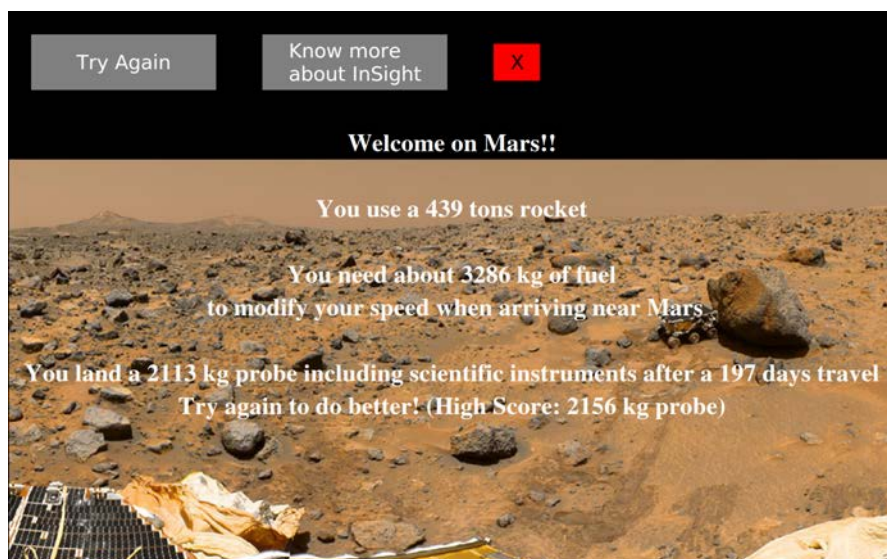 Try Again
Know more
about InSight
X
Welcome on Mars!!
You use a 439 tons rocket
You need about 3286 kg of fuel
to modify your speed when arriving near Mars
You land a 2113 kg probe including scientific instruments after a 197 days travel
Try again to do better! (High Score: 2156 kg probe)